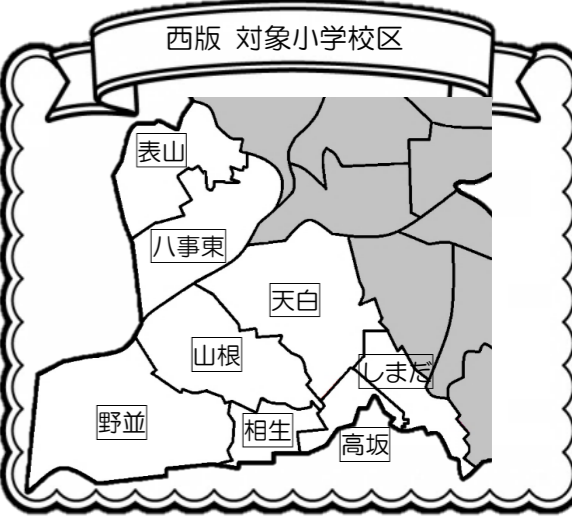 西版 対象小学校区
表山
八事東
天白
山根
しまだ
野並
相生
高坂